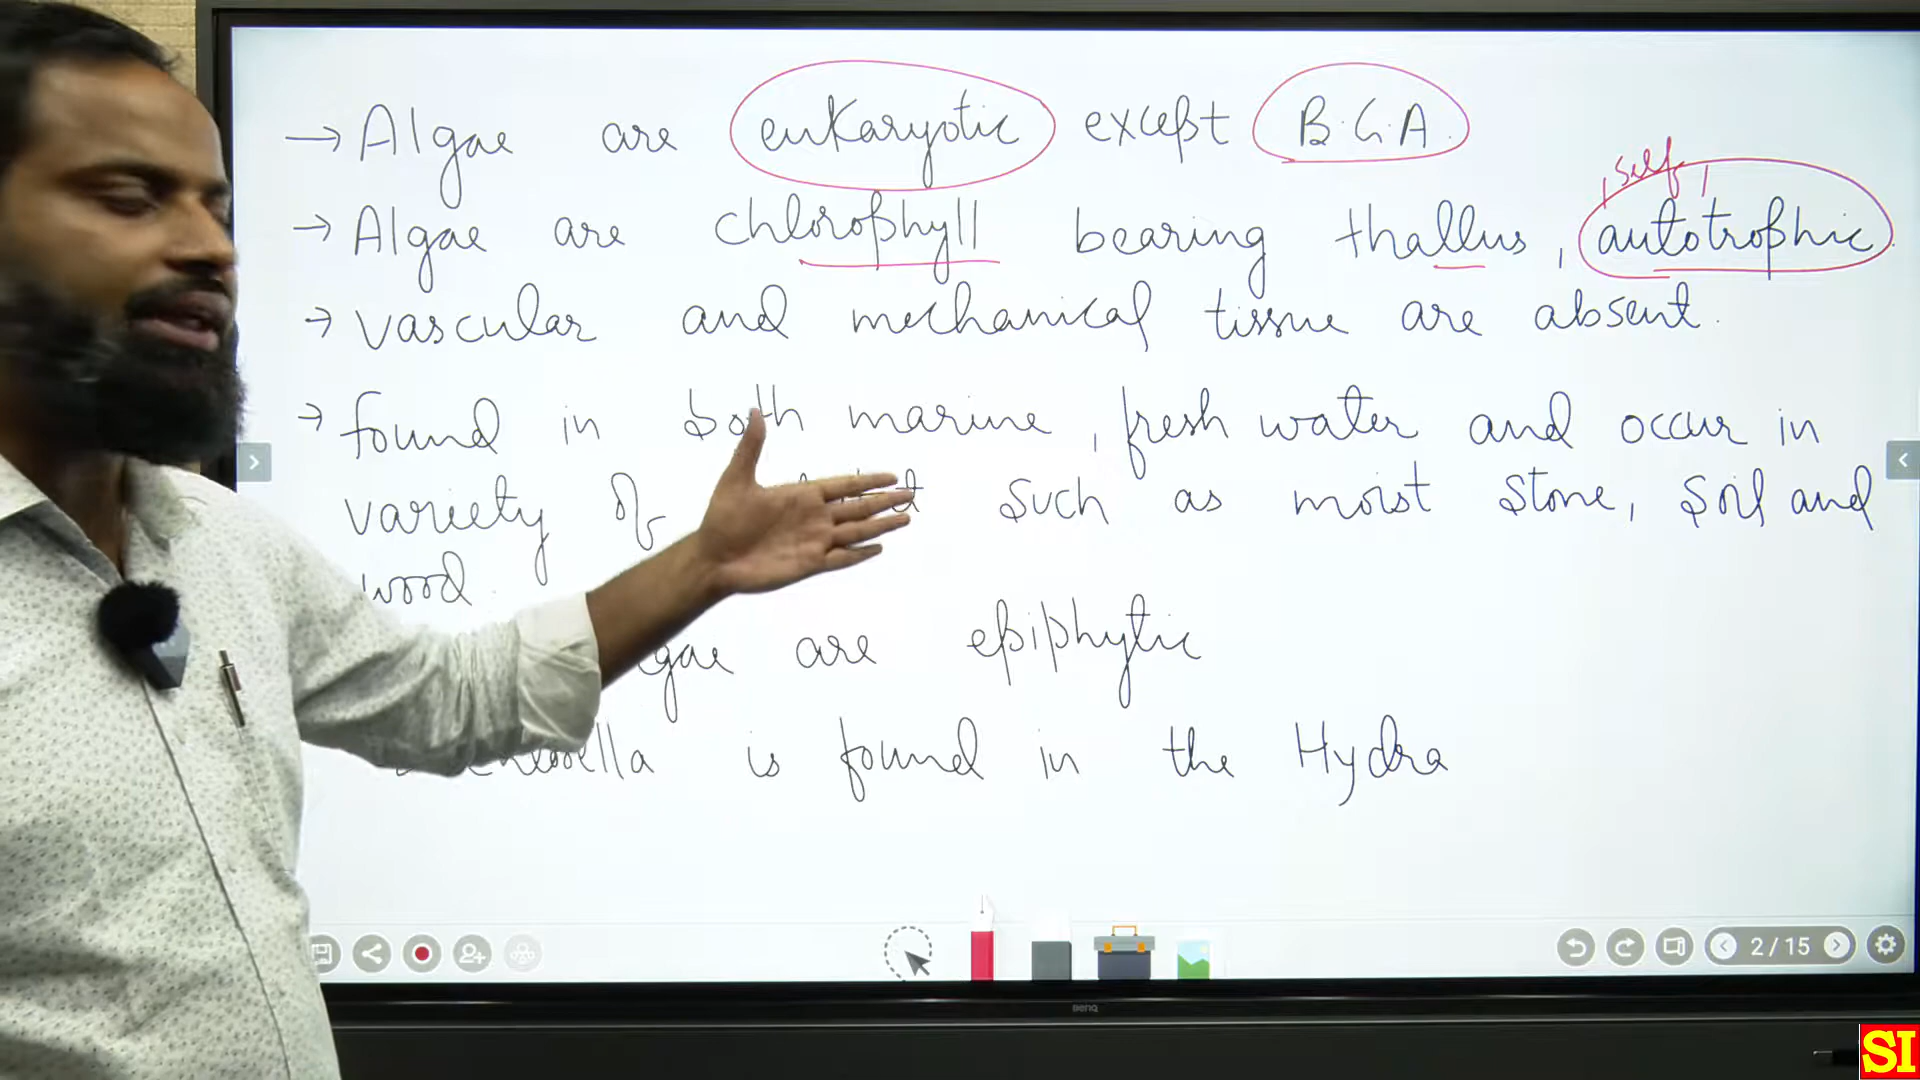 → Algae are eukaryotic except B.G.A.
self
→ Algae are chlorophyll bearing thallus, autotrophic.
→ vascular and mechanical tissue are absent.
→ found in both marine, fresh water and occur in
variety of such as moist stone, soil and
wood.
are epiphytic
is found in the Hydra
2/15
BenQ
SI